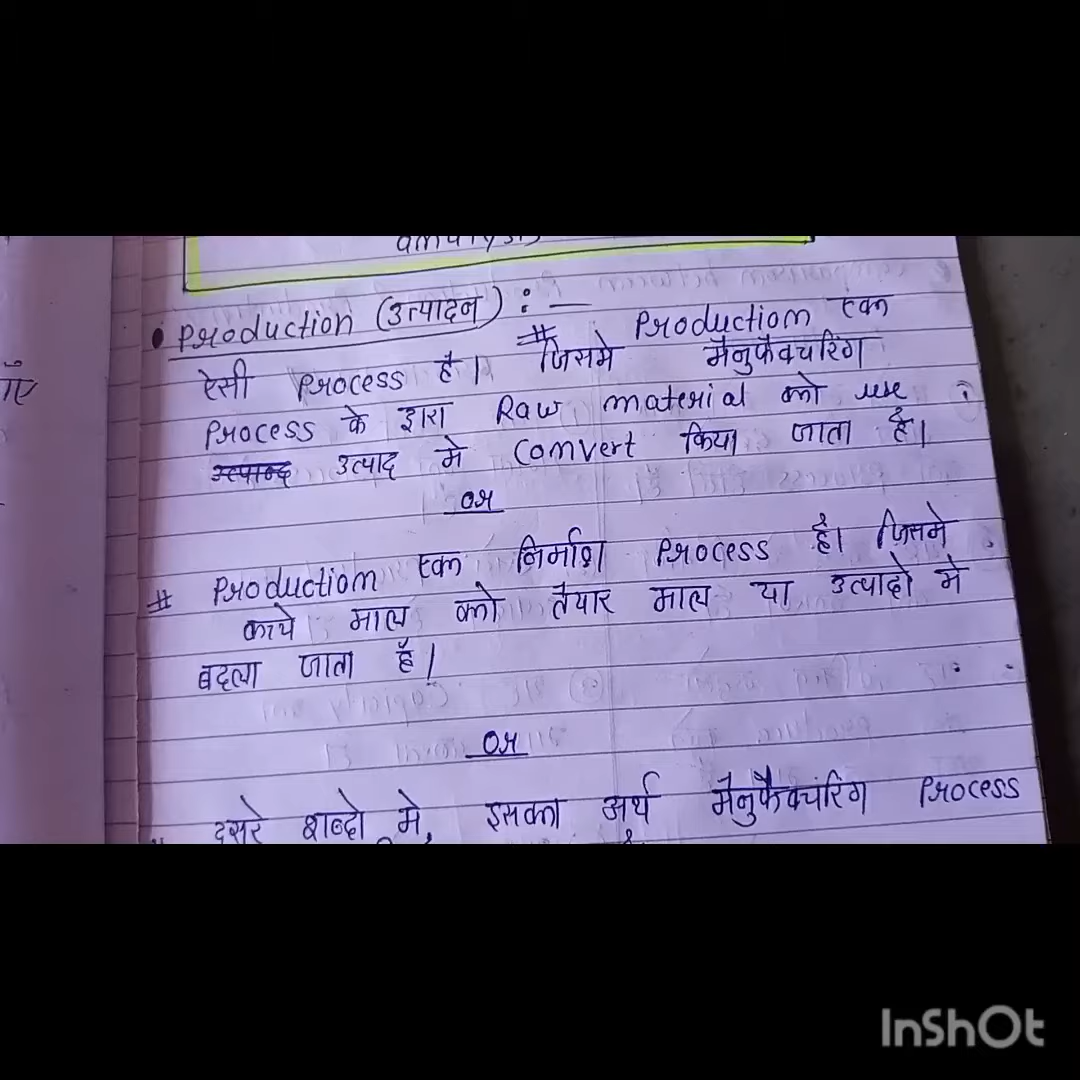 analysis
• Production (उत्पादन) : —
# Production एक
ऐसी Process है। जिसमे मैनुफैक्चरिंग
Process के द्वारा Raw material को use
उत्पाद मे Convert किया जाता है।
or
# Production एक निर्माण Process है। जिसमे
कच्चे माल को तैयार माल या उत्पादो मे
बदला जाता है।
or
दूसरे शब्दो मे, इसका अर्थ मैनुफैक्चरिंग Process
InShOt